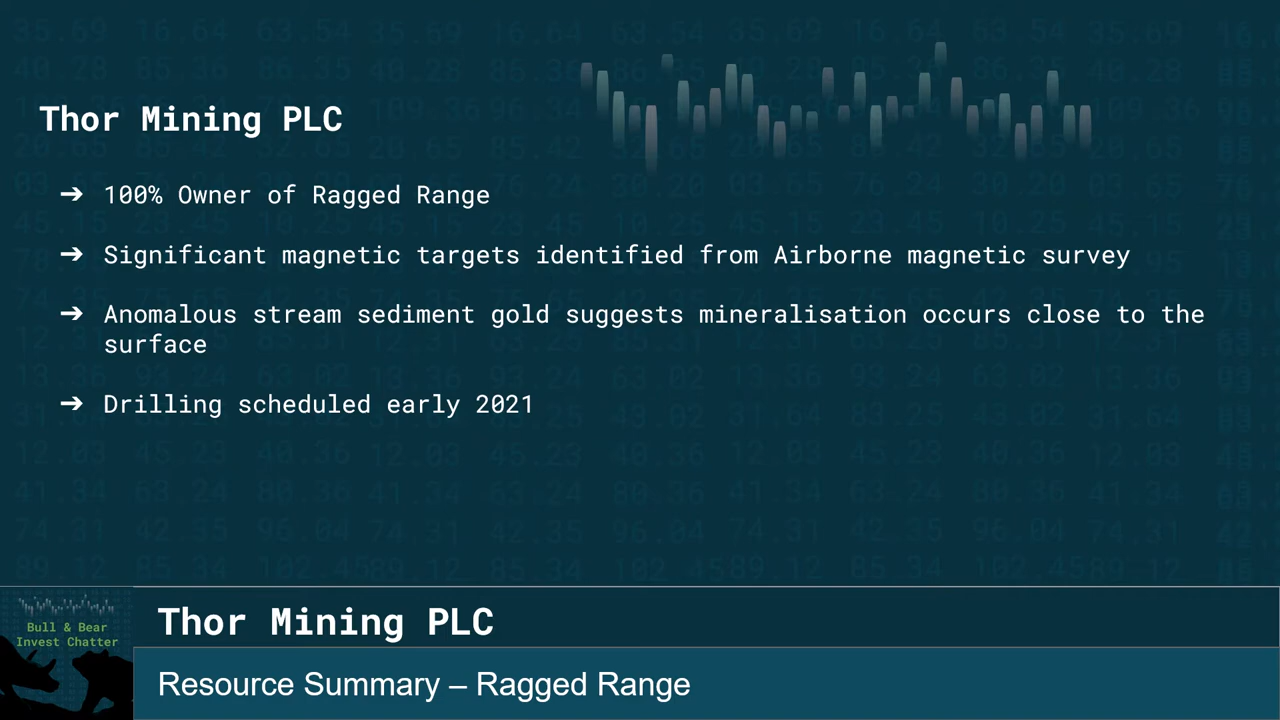 Thor Mining PLC
➔ 100% Owner of Ragged Range
➔ Significant magnetic targets identified from Airborne magnetic survey
➔ Anomalous stream sediment gold suggests mineralisation occurs close to the
surface
➔ Drilling scheduled early 2021
Bull & Bear
Invest Chatter
Thor Mining PLC
Resource Summary – Ragged Range